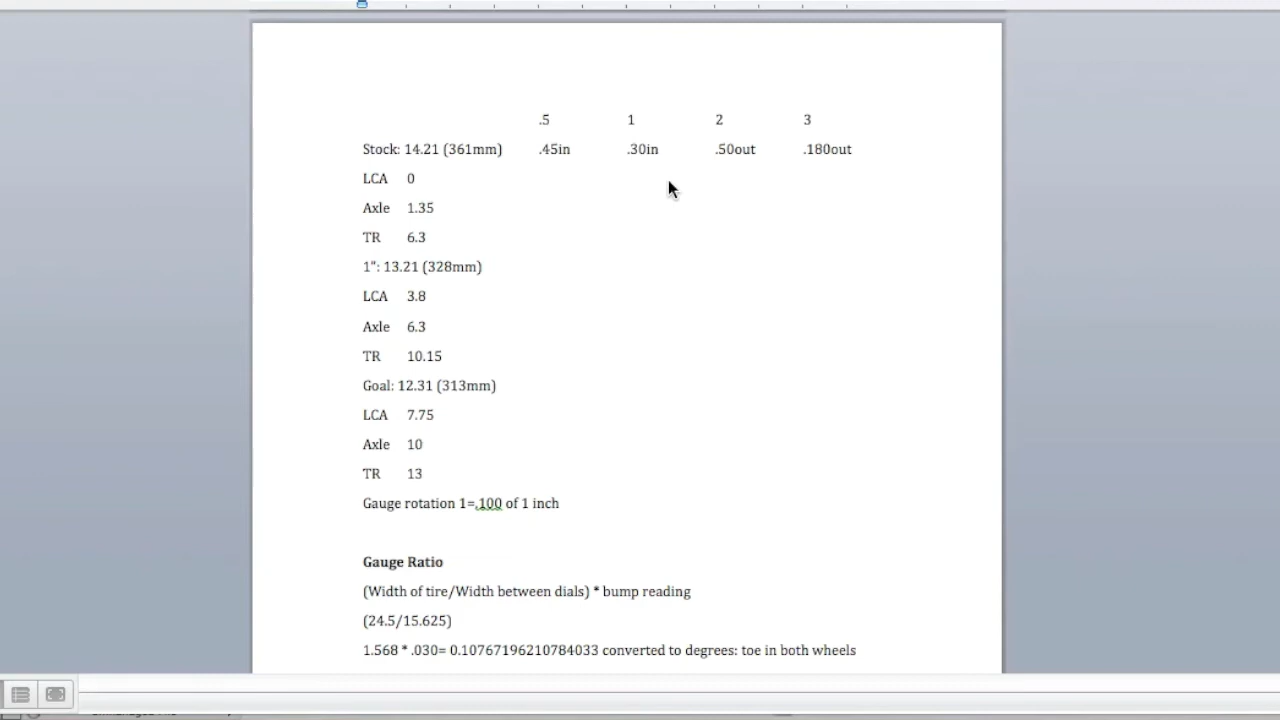 .5 1 2 3
Stock: 14.21 (361mm) .45in .30in .50out .180out
LCA 0
Axle 1.35
TR 6.3
1": 13.21 (328mm)
LCA 3.8
Axle 6.3
TR 10.15
Goal: 12.31 (313mm)
LCA 7.75
Axle 10
TR 13
Gauge rotation 1=.100 of 1 inch
Gauge Ratio
(Width of tire/Width between dials) * bump reading
(24.5/15.625)
1.568 * .030= 0.10767196210784033 converted to degrees: toe in both wheels